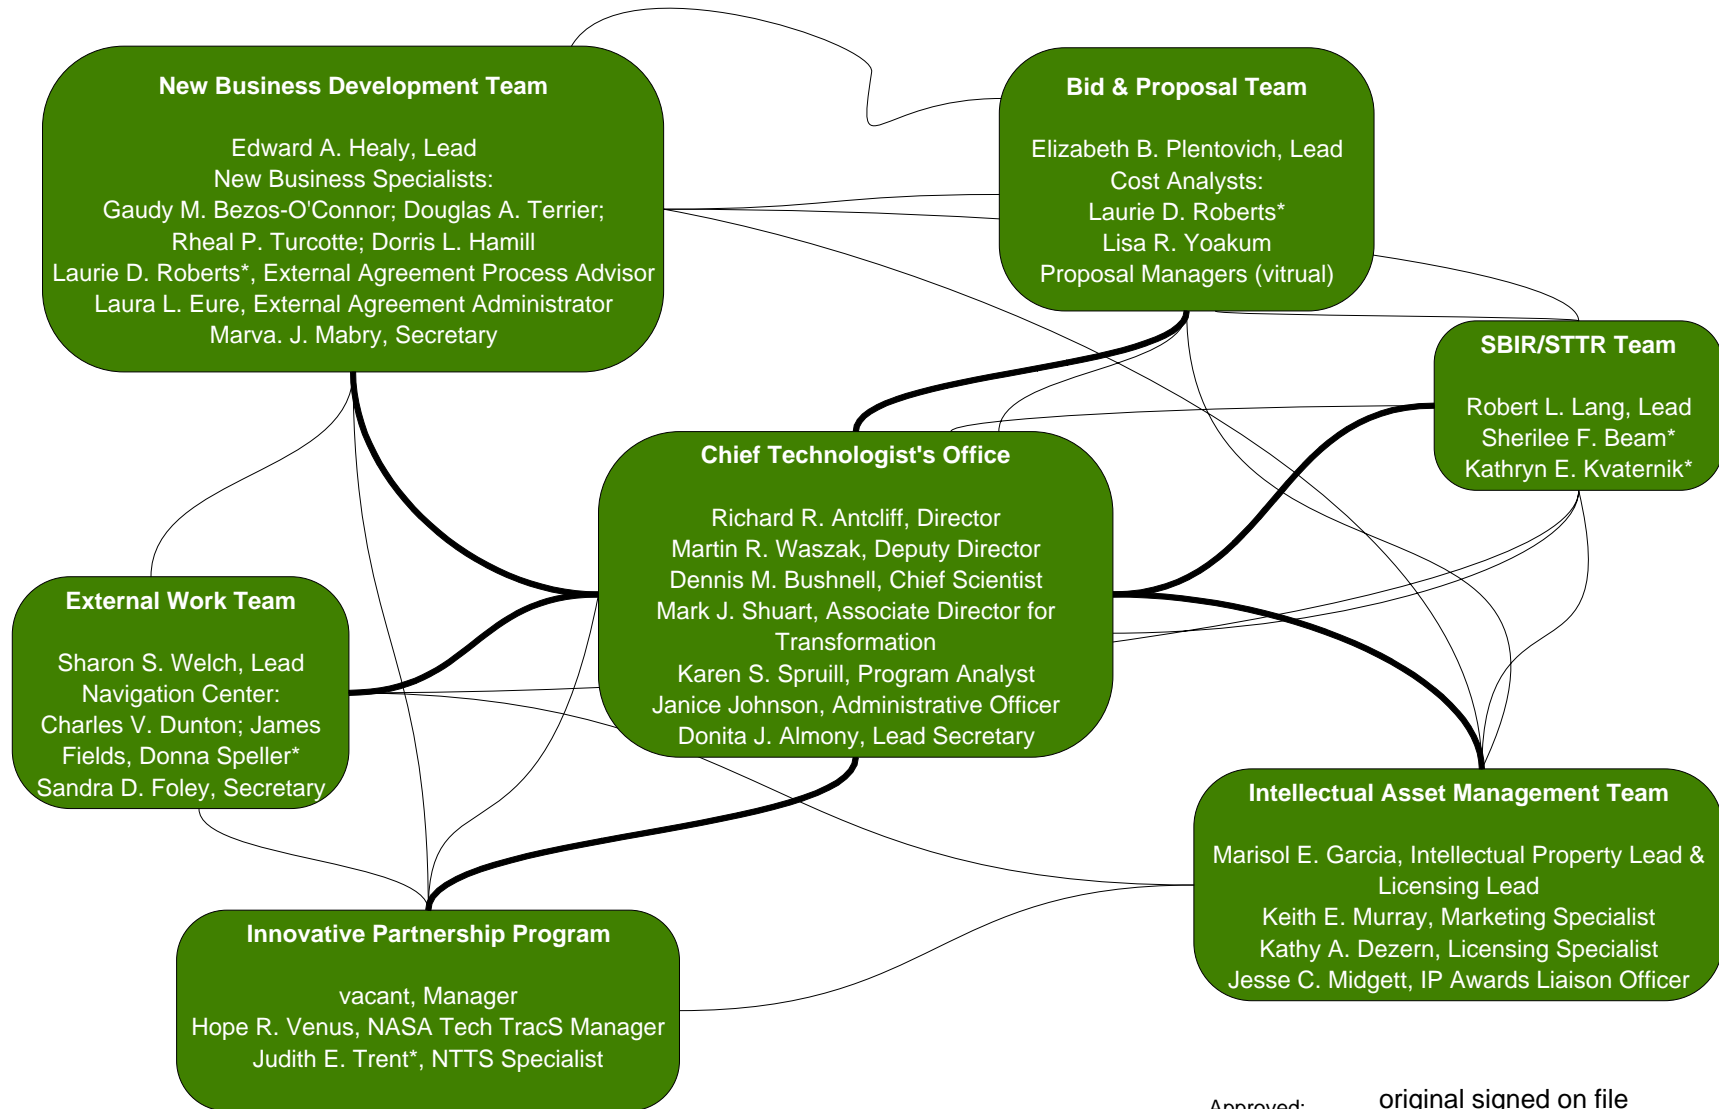 New Business Development Team
Edward A. Healy, Lead
New Business Specialists:
Gaudy M. Bezos-O'Connor; Douglas A. Terrier;
Rheal P. Turcotte; Dorris L. Hamill
Laurie D. Roberts*, External Agreement Process Advisor
Laura L. Eure, External Agreement Administrator
Marva. J. Mabry, Secretary
Bid & Proposal Team
Elizabeth B. Plentovich, Lead
Cost Analysts:
Laurie D. Roberts*
Lisa R. Yoakum
Proposal Managers (vitrual)
SBIR/STTR Team
Robert L. Lang, Lead
Sherilee F. Beam*
Kathryn E. Kvaternik*
Chief Technologist's Office
Richard R. Antcliff, Director
Martin R. Waszak, Deputy Director
Dennis M. Bushnell, Chief Scientist
Mark J. Shuart, Associate Director for
Transformation
Karen S. Spruill, Program Analyst
Janice Johnson, Administrative Officer
Donita J. Almony, Lead Secretary
External Work Team
Sharon S. Welch, Lead
Navigation Center:
Charles V. Dunton; James
Fields, Donna Speller*
Sandra D. Foley, Secretary
Intellectual Asset Management Team
Marisol E. Garcia, Intellectual Property Lead &
Licensing Lead
Keith E. Murray, Marketing Specialist
Kathy A. Dezern, Licensing Specialist
Jesse C. Midgett, IP Awards Liaison Officer
Innovative Partnership Program
vacant, Manager
Hope R. Venus, NASA Tech TracS Manager
Judith E. Trent*, NTTS Specialist
Approved: original signed on file